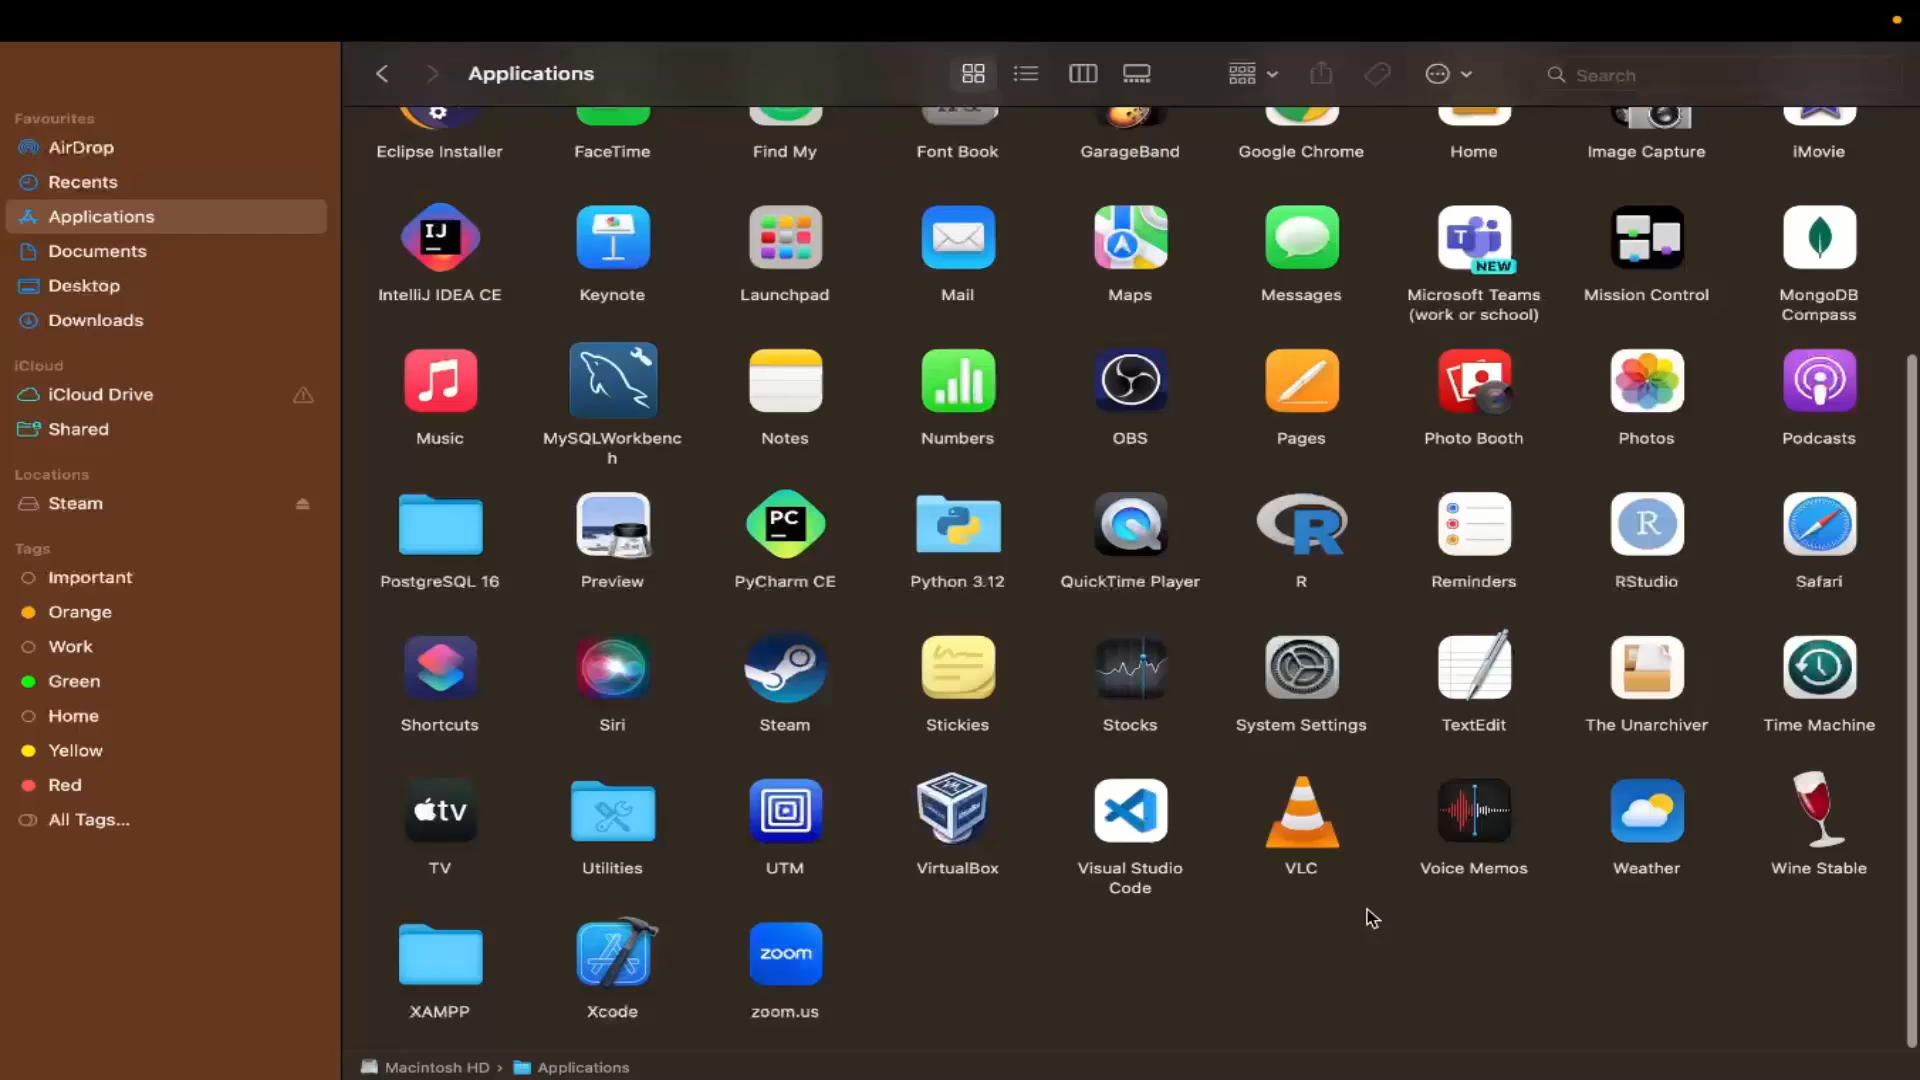 Applications
Search
Favourites
AirDrop
Recents
Applications
Documents
Desktop
Downloads
iCloud
iCloud Drive
Shared
Locations
Steam
Tags
Important
Orange
Work
Green
Home
Yellow
Red
All Tags...
Eclipse Installer
FaceTime
Find My
Font Book
GarageBand
Google Chrome
Home
Image Capture
iMovie
IJ
T
NEW
IntelliJ IDEA CE
Keynote
Launchpad
Mail
Maps
Messages
Microsoft Teams
(work or school)
Mission Control
MongoDB
Compass
Music
MySQLWorkbenc
h
Notes
Numbers
OBS
Pages
Photo Booth
Photos
Podcasts
PC
R
R
PostgreSQL 16
Preview
PyCharm CE
Python 3.12
QuickTime Player
R
Reminders
RStudio
Safari
Shortcuts
Siri
Steam
Stickies
Stocks
System Settings
TextEdit
The Unarchiver
Time Machine
tv
TV
Utilities
UTM
VirtualBox
Visual Studio
Code
VLC
Voice Memos
Weather
Wine Stable
zoom
XAMPP
Xcode
zoom.us
Macintosh HD › Applications